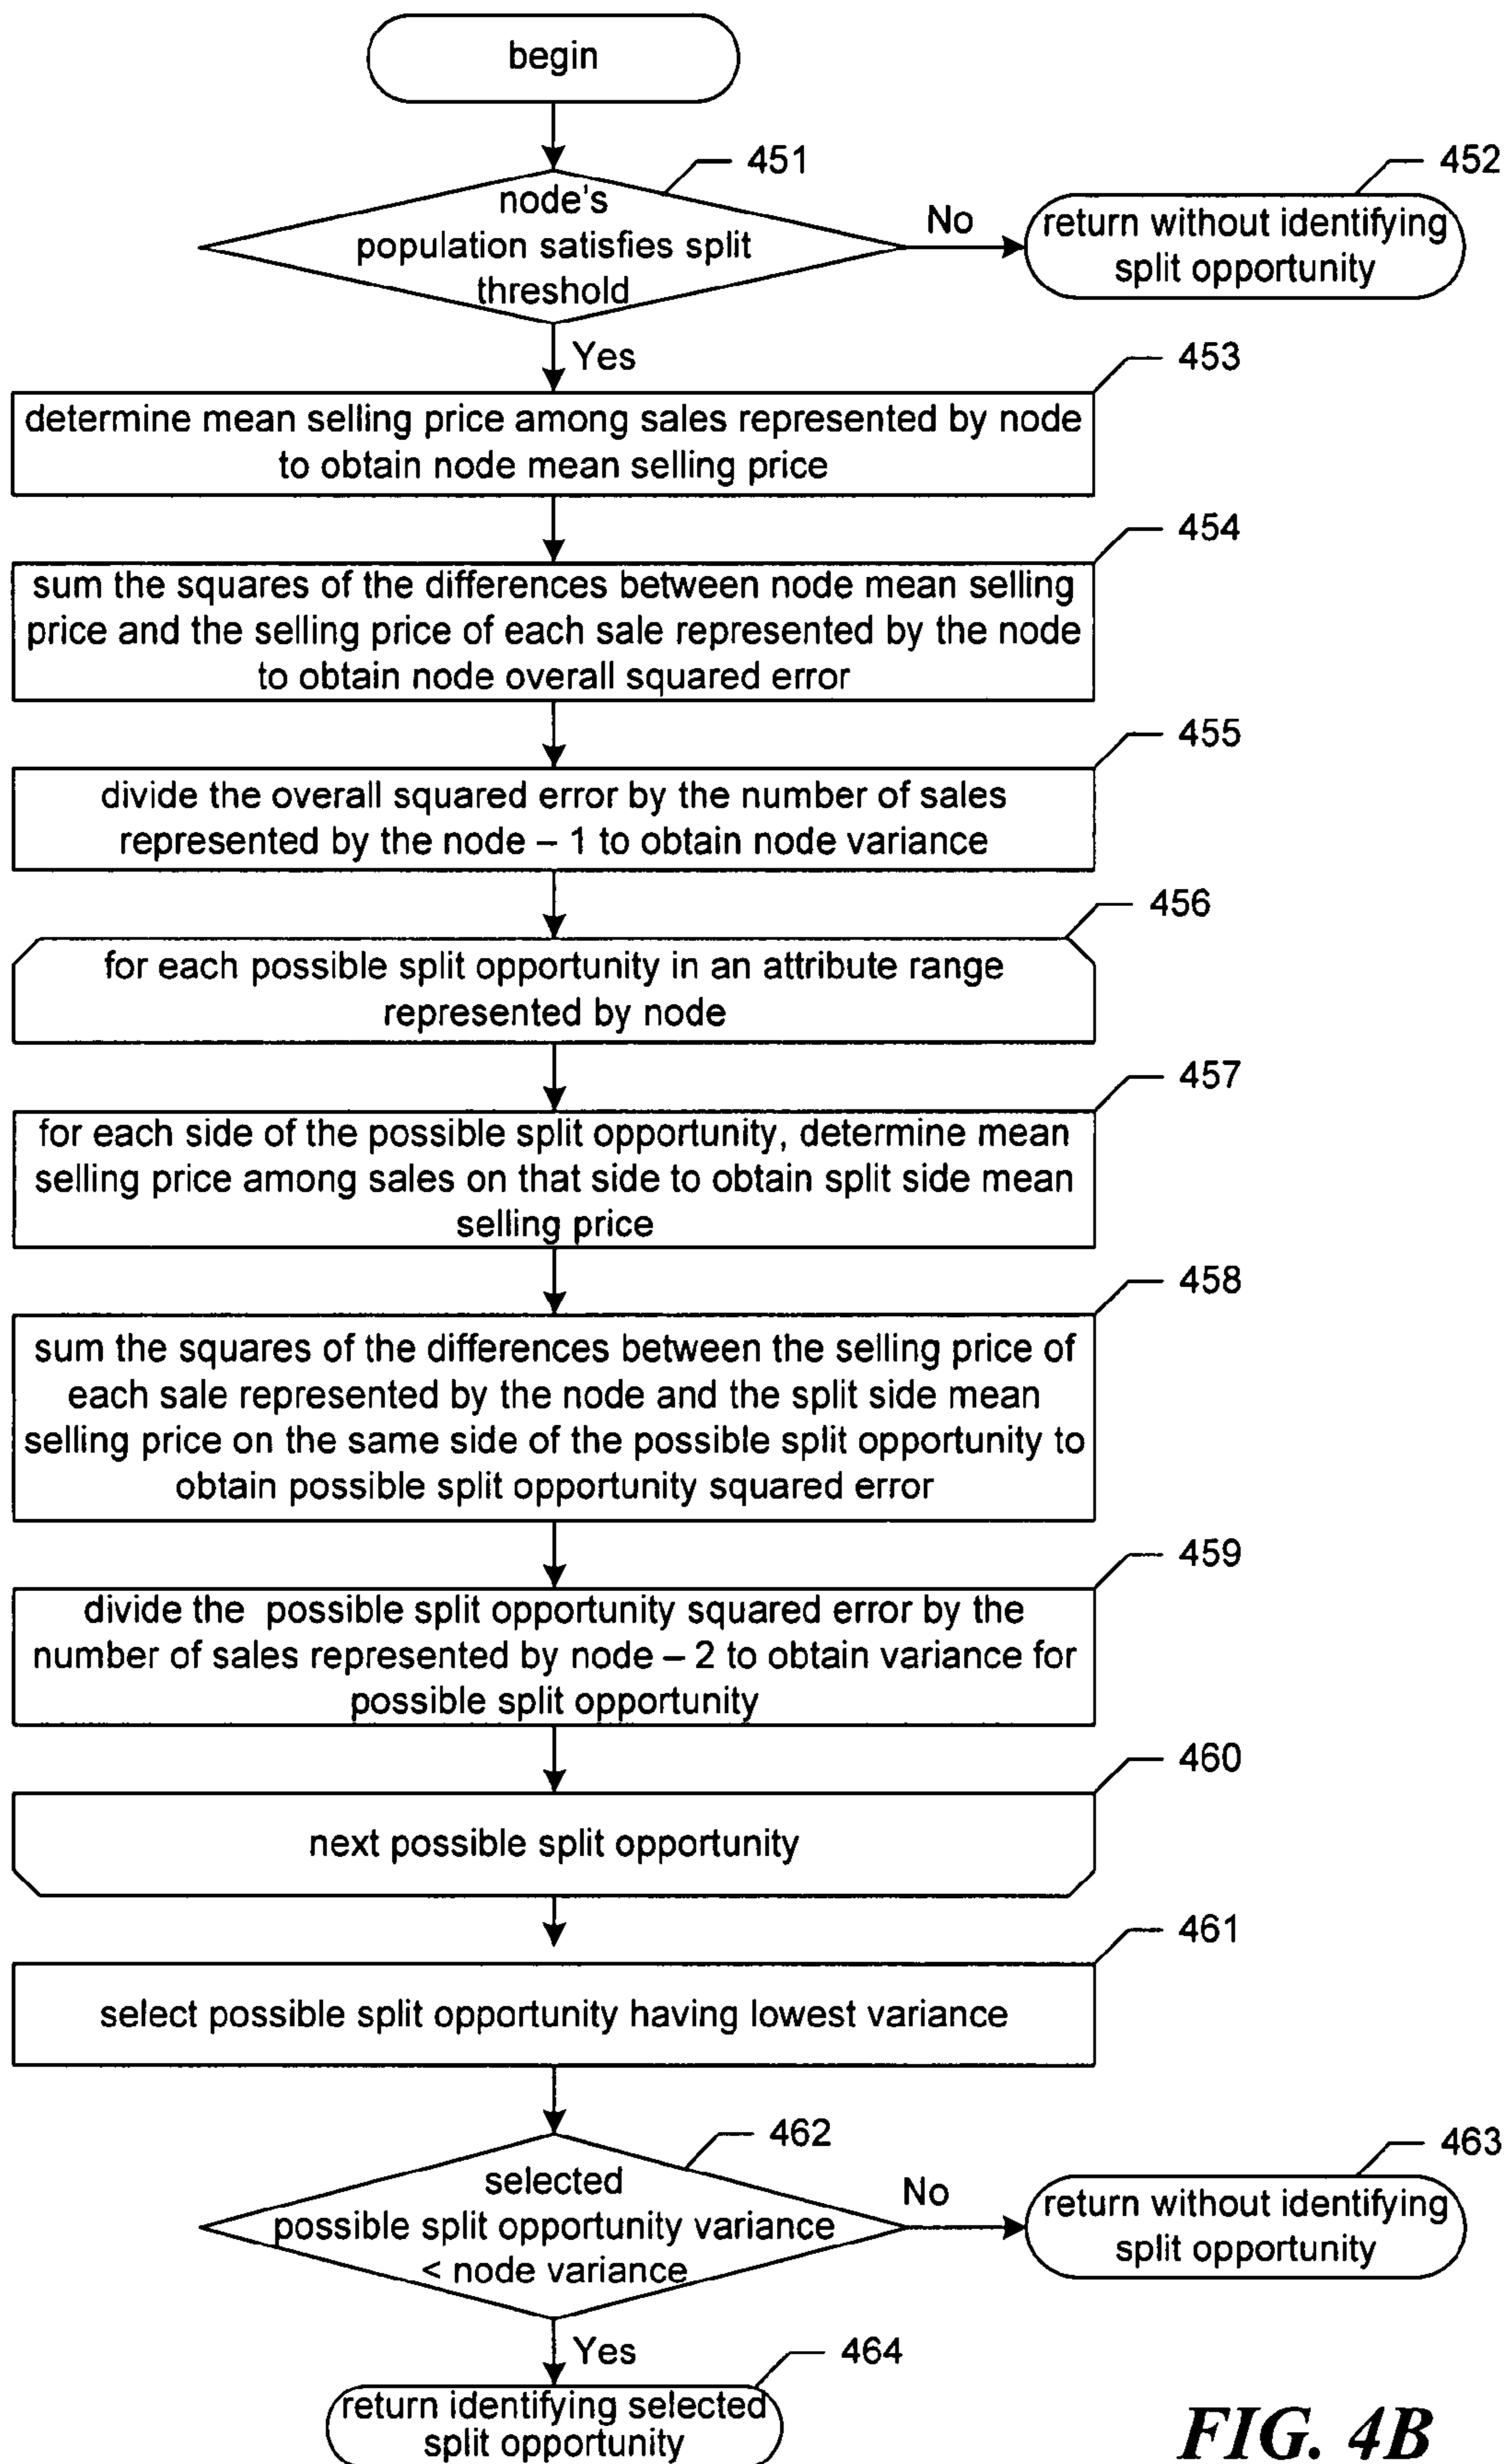 begin
451
node's
population satisfies split
threshold
No
452
return without identifying
split opportunity
Yes
453
determine mean selling price among sales represented by node
to obtain node mean selling price
454
sum the squares of the differences between node mean selling
price and the selling price of each sale represented by the node
to obtain node overall squared error
455
divide the overall squared error by the number of sales
represented by the node – 1 to obtain node variance
456
for each possible split opportunity in an attribute range
represented by node
457
for each side of the possible split opportunity, determine mean
selling price among sales on that side to obtain split side mean
selling price
458
sum the squares of the differences between the selling price of
each sale represented by the node and the split side mean
selling price on the same side of the possible split opportunity to
obtain possible split opportunity squared error
459
divide the possible split opportunity squared error by the
number of sales represented by node – 2 to obtain variance for
possible split opportunity
460
next possible split opportunity
461
select possible split opportunity having lowest variance
462
selected
possible split opportunity variance
< node variance
No
463
return without identifying
split opportunity
Yes
464
return identifying selected
split opportunity
FIG. 4B